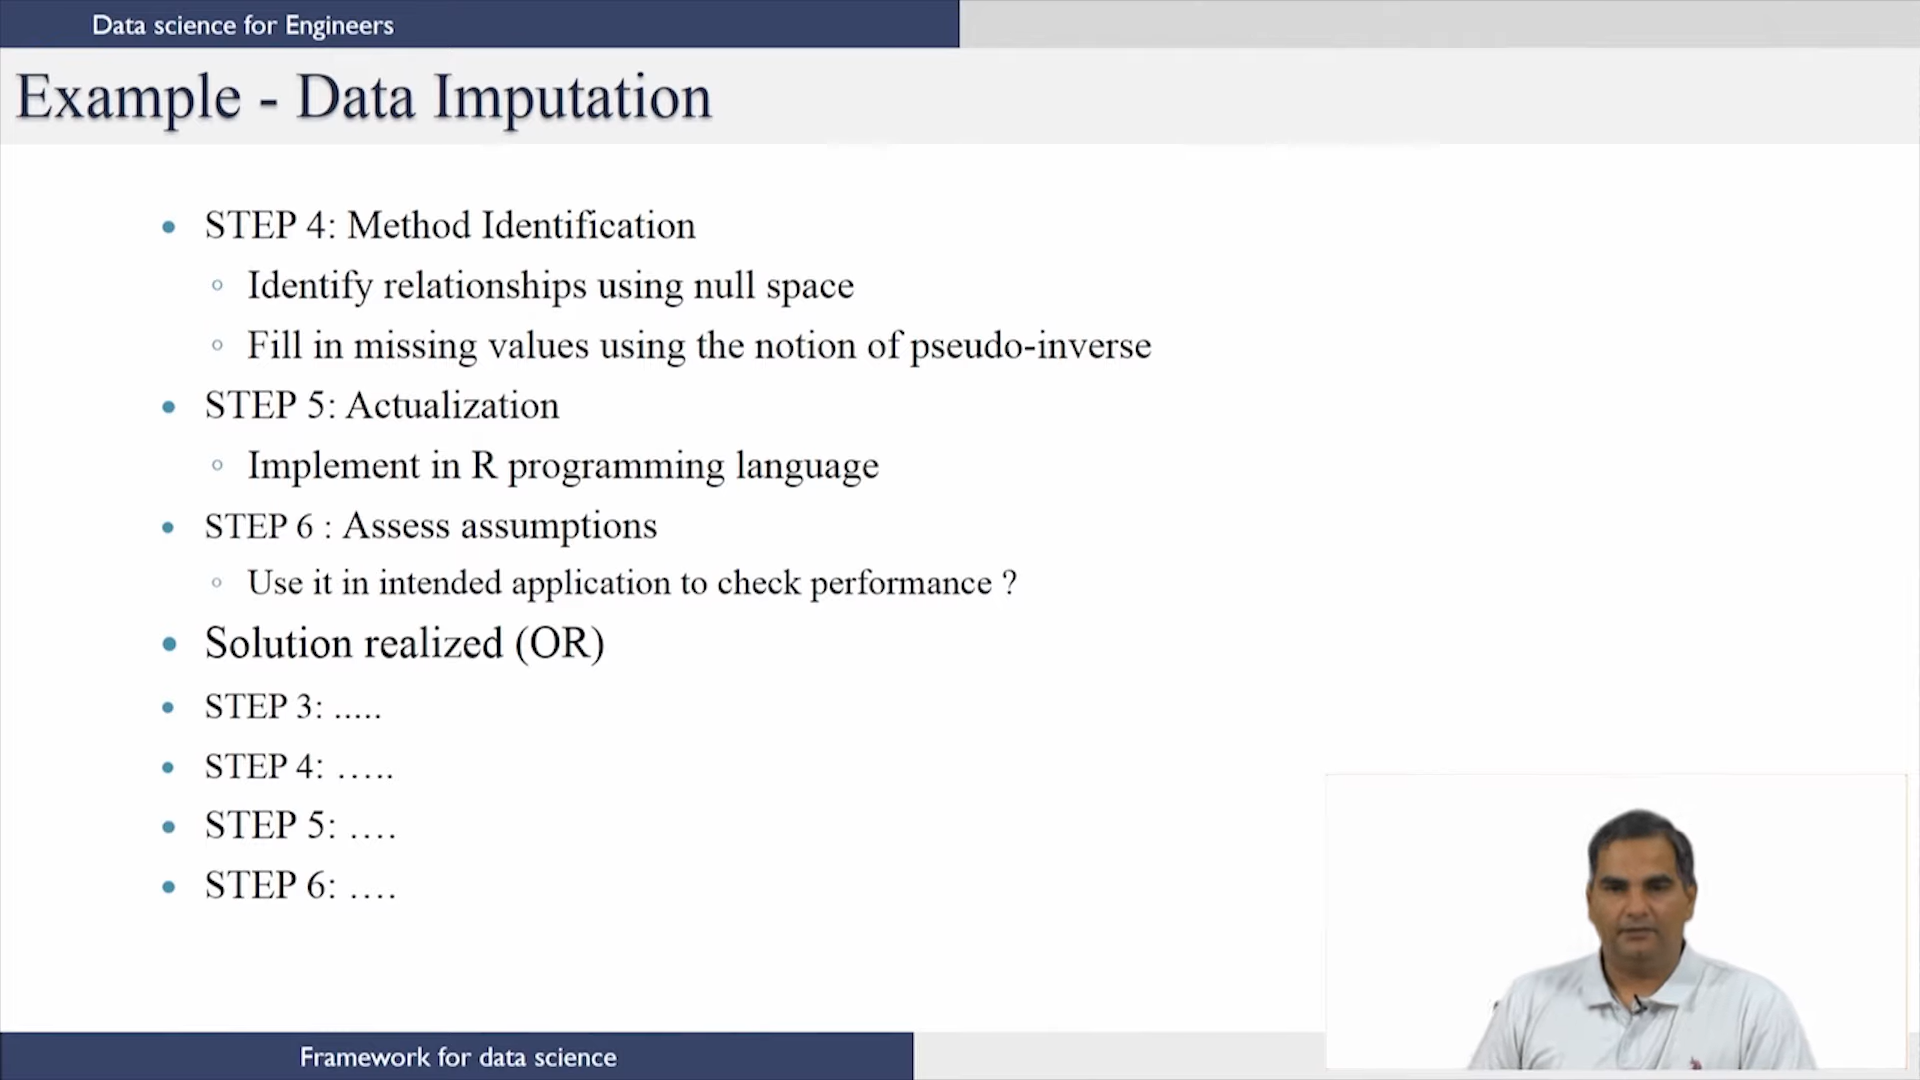 Data science for Engineers
Example - Data Imputation
STEP 4: Method Identification
Identify relationships using null space
Fill in missing values using the notion of pseudo-inverse
STEP 5: Actualization
Implement in R programming language
STEP 6 : Assess assumptions
Use it in intended application to check performance ?
Solution realized (OR)
STEP 3: .....
STEP 4: …..
STEP 5: ….
STEP 6: ….
Framework for data science